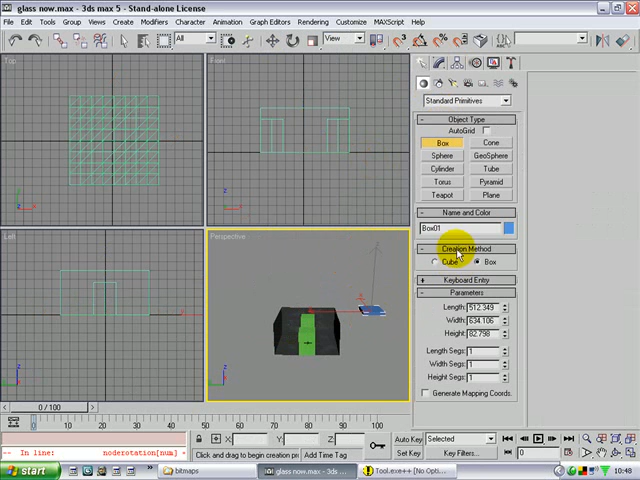 glass now.max - 3ds max 5 - Stand-alone License
File Edit Tools Group Views Create Modifiers Character Animation Graph Editors Rendering Customize MAXScript Help
All View
Top Front
Standard Primitives
- Object Type
AutoGrid
Box Cone
Sphere GeoSphere
Cylinder Tube
Torus Pyramid
Teapot Plane
- Name and Color
Box01
Left Perspective
- Creation Method
Cube Box
+ Keyboard Entry
- Parameters
Length: 512.349
Width: 634.106
Height: 82.798
Length Segs: 1
Width Segs: 1
Height Segs: 1
Generate Mapping Coords.
0 / 100
0 10 20 30 40 50 60 70 80 90 100
X: Y: Z: Auto Key Selected
In line: noderotation[num] = Click and drag to begin creation pro Add Time Tag Set Key Key Filters... 0
start bitmaps glass now.max - 3ds ... Tool.exe++ [No Opti... 10:48